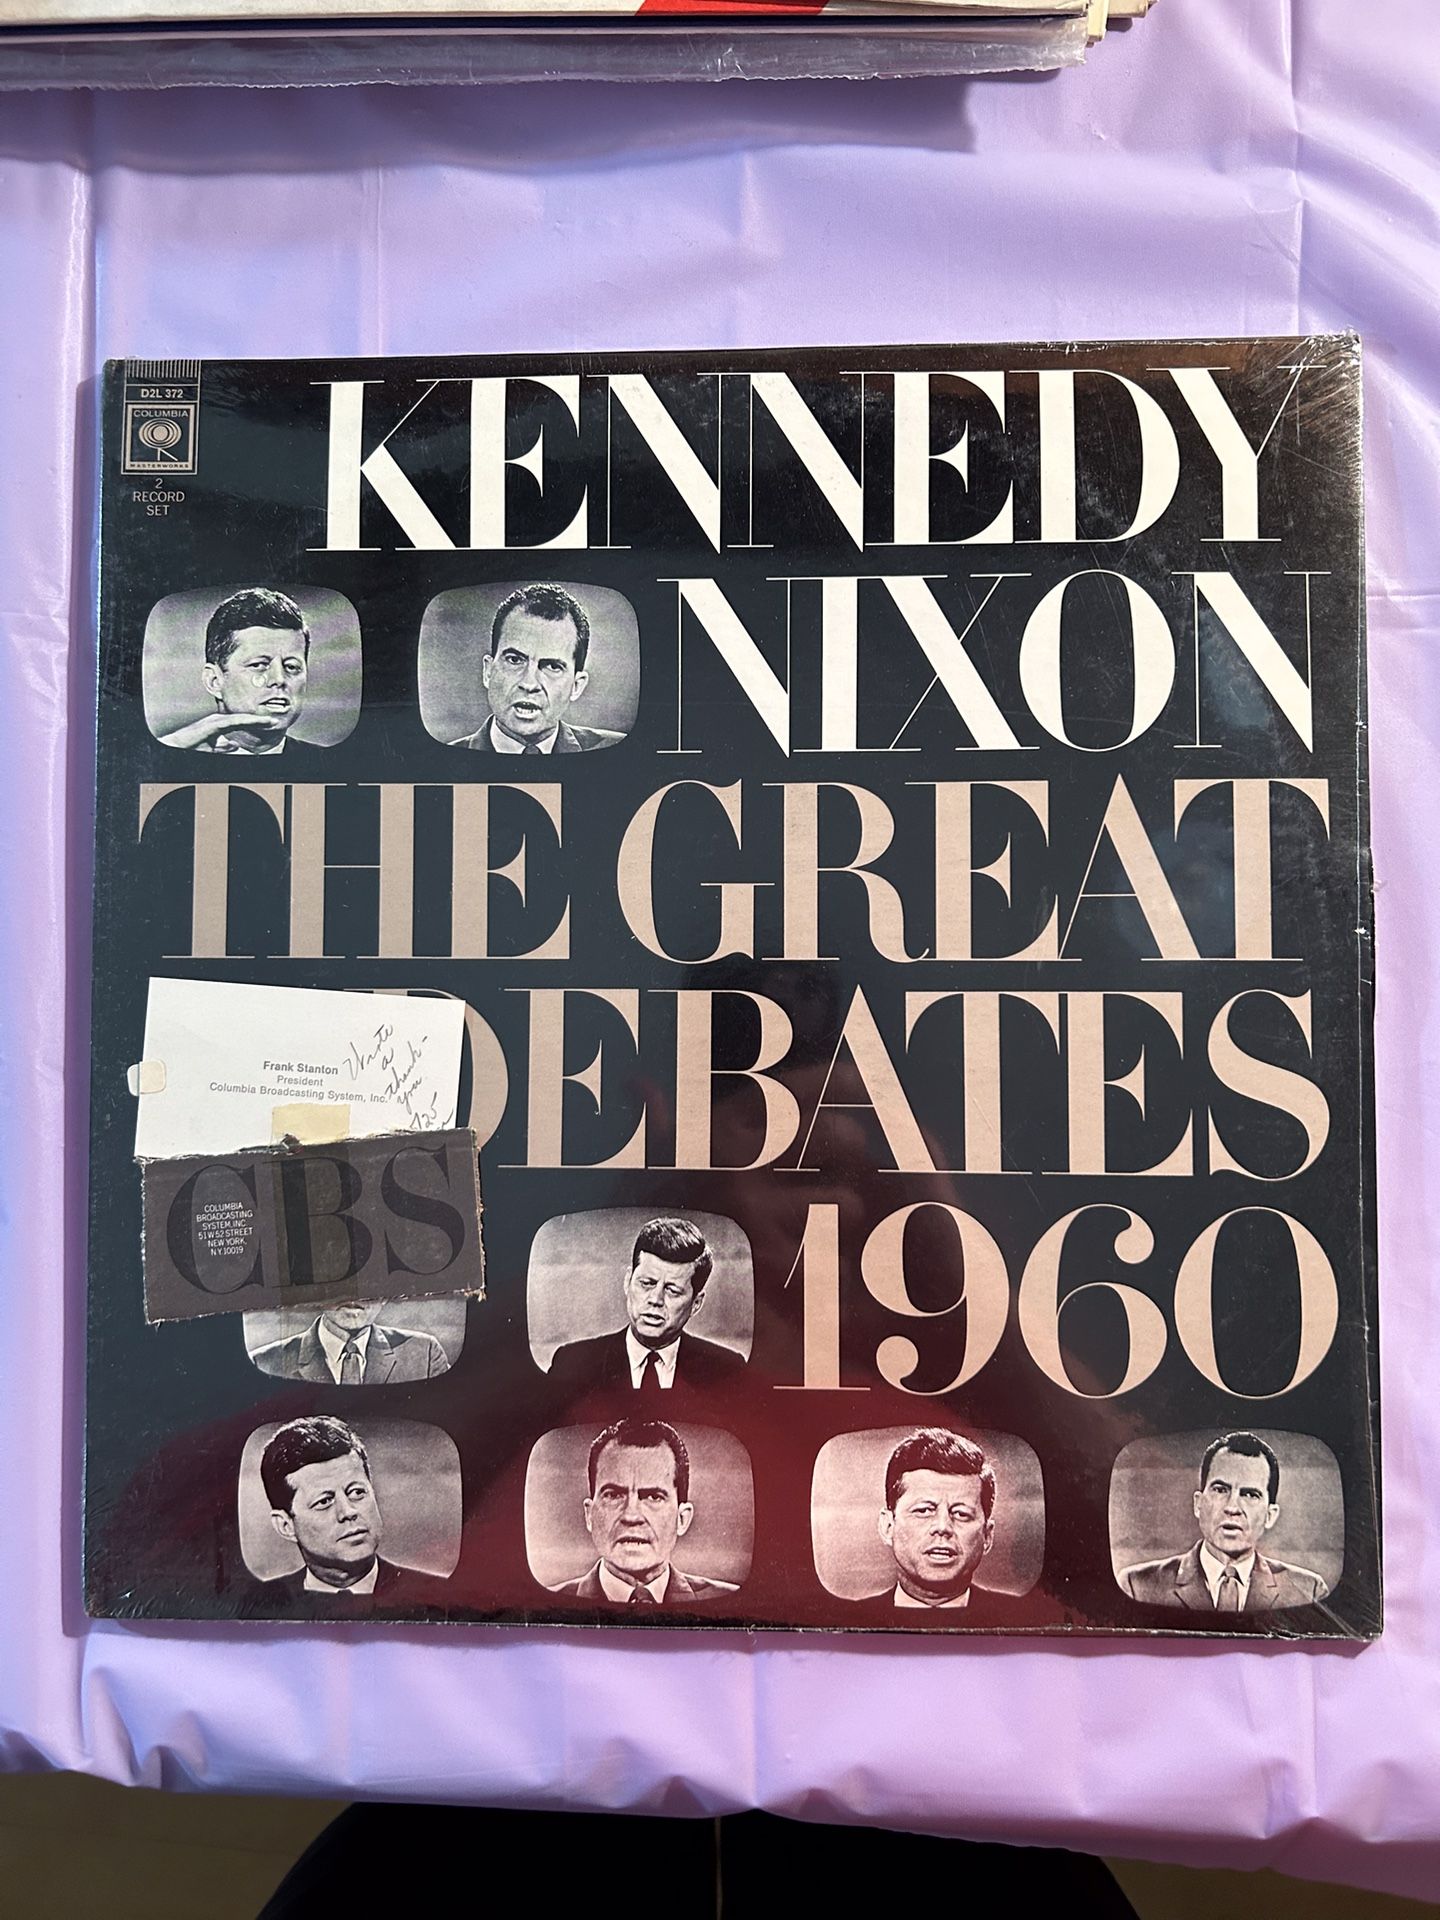 D2L 372
COLUMBIA
MASTERWORKS
2
RECORD
SET
KENNEDY
NIXON
THE GREAT
DEBATES
1960
Frank Stanton
President
Columbia Broadcasting System, Inc.
Wrote
a
thank-
you
CBS
COLUMBIA
BROADCASTING
SYSTEM, INC.
51 W 52 STREET
NEW YORK,
N.Y. 10019